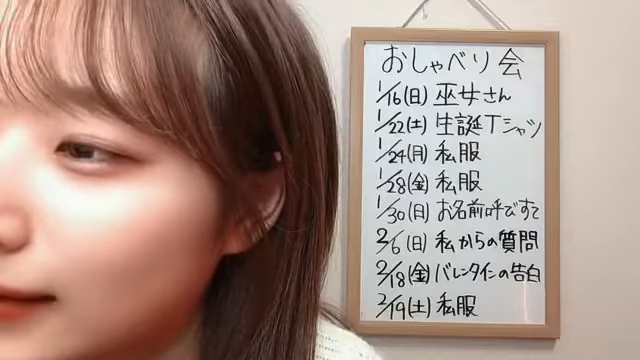 おしゃべり会
1/16(日)巫女さん
1/22(土)生誕Tシャツ
1/24(月)私服
1/28(金)私服
1/30(日)お名前呼びすて
2/6(日)私からの質問
2/18(金)バレンタインの告白
2/19(土)私服